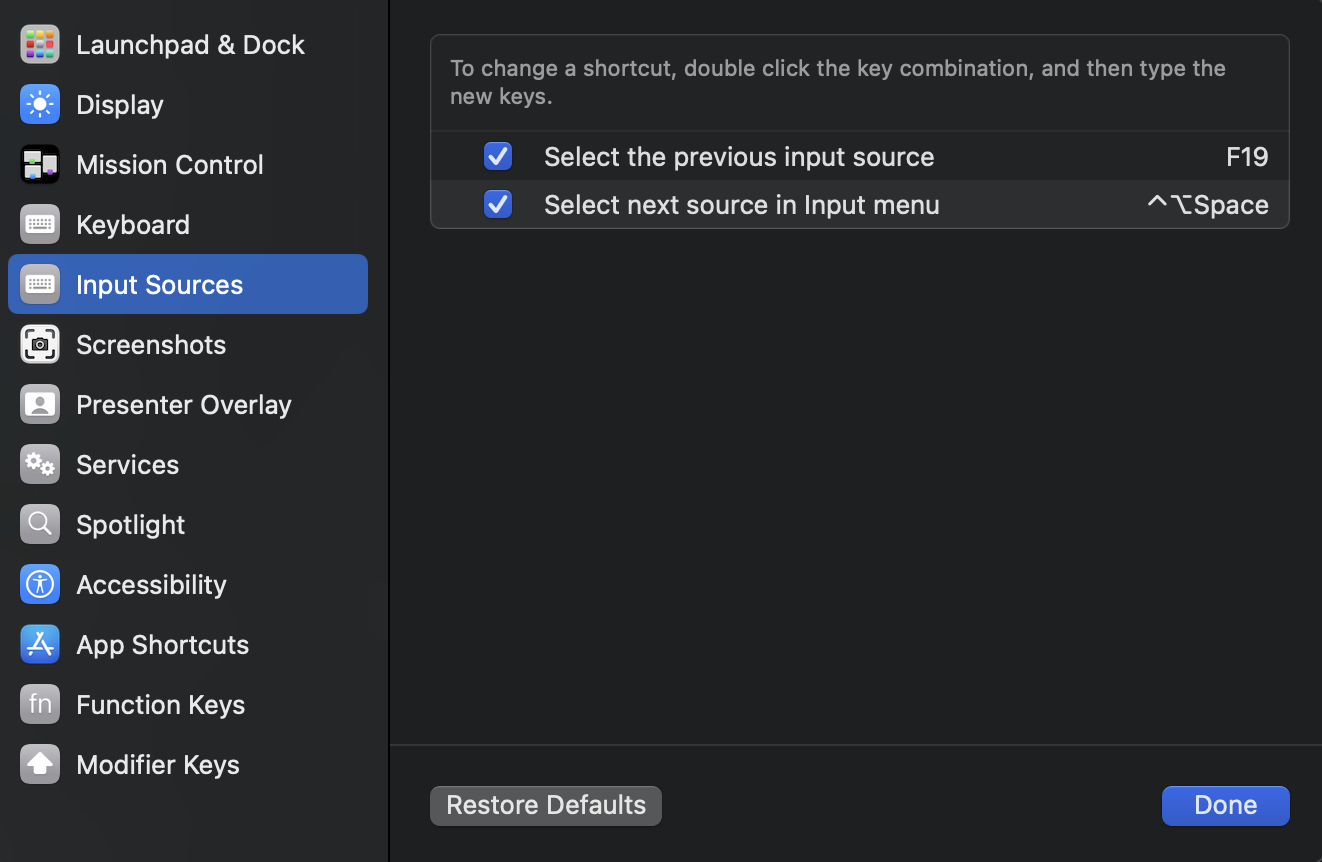 Launchpad & Dock
Display
Mission Control
Keyboard
Input Sources
Screenshots
Presenter Overlay
Services
Spotlight
Accessibility
App Shortcuts
fn Function Keys
Modifier Keys
To change a shortcut, double click the key combination, and then type the
new keys.
Select the previous input source F19
Select next source in Input menu ^⌥Space
Restore Defaults
Done